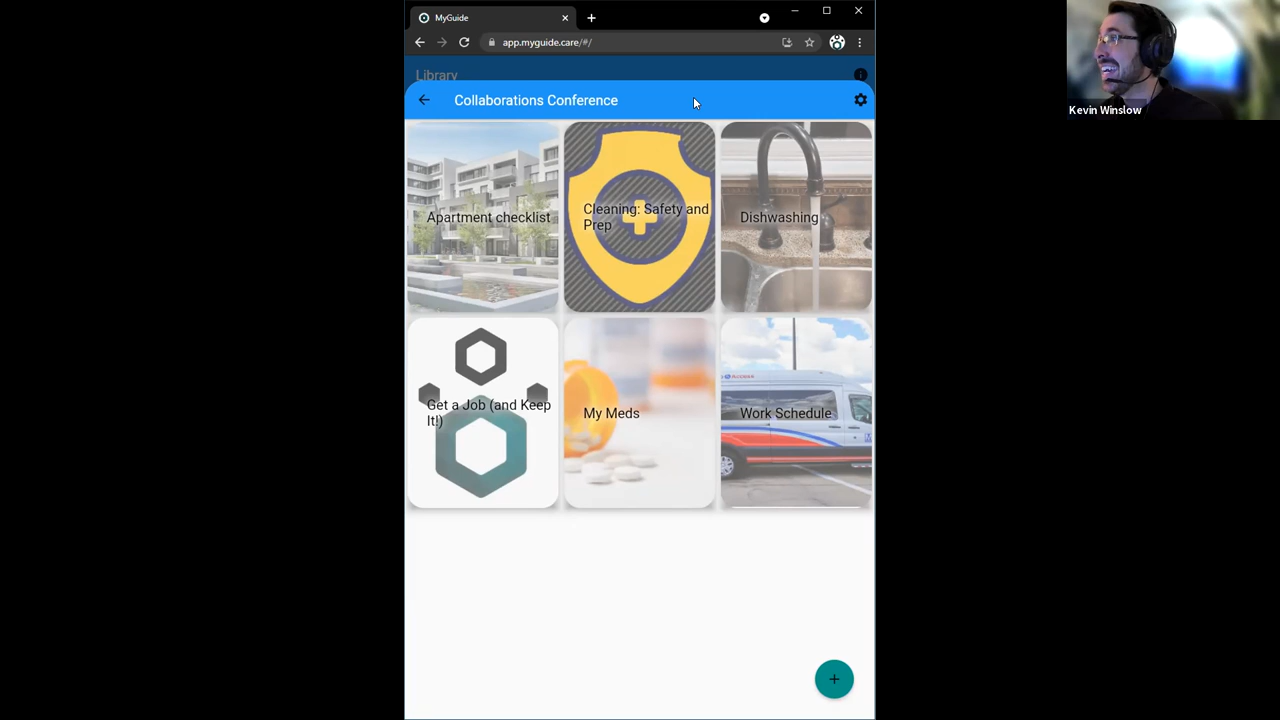 MyGuide
app.myguide.care/#/
Library
Collaborations Conference
Kevin Winslow
Apartment checklist
Cleaning: Safety and
Prep
Dishwashing
Get a Job (and Keep
It!)
My Meds
Work Schedule